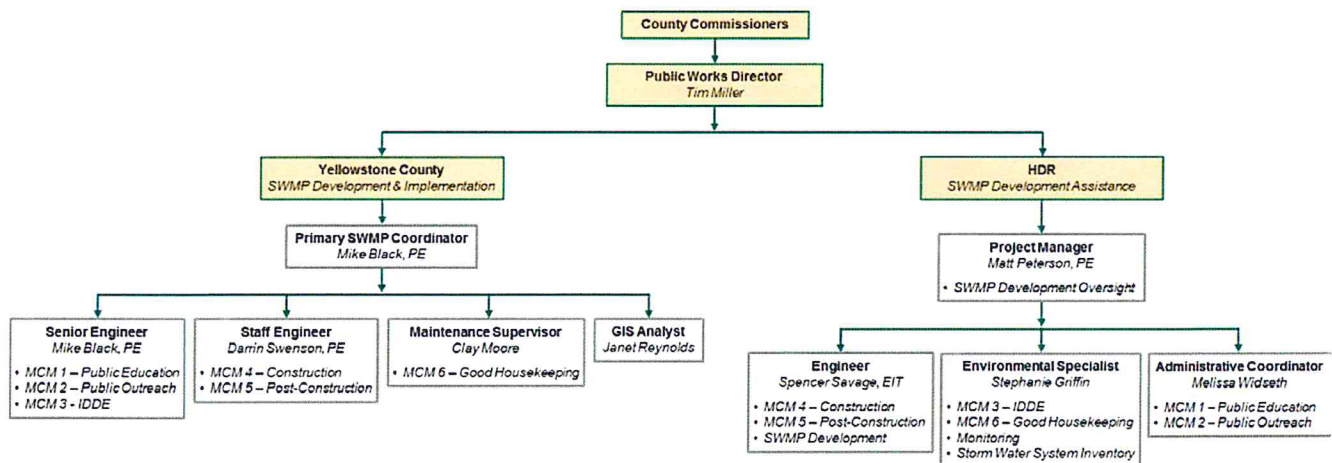 County Commissioners
Public Works Director
Tim Miller
Yellowstone County
SWMP Development & Implementation
HDR
SWMP Development Assistance
Primary SWMP Coordinator
Mike Black, PE
Project Manager
Matt Peterson, PE
• SWMP Development Oversight
Senior Engineer
Mike Black, PE
• MCM 1 – Public Education
• MCM 2 – Public Outreach
• MCM 3 - IDDE
Staff Engineer
Darrin Swenson, PE
• MCM 4 – Construction
• MCM 5 – Post-Construction
Maintenance Supervisor
Clay Moore
• MCM 6 – Good Housekeeping
GIS Analyst
Janet Reynolds
Engineer
Spencer Savage, EIT
• MCM 4 – Construction
• MCM 5 – Post-Construction
• SWMP Development
Environmental Specialist
Stephanie Griffin
• MCM 3 – IDDE
• MCM 6 – Good Housekeeping
• Monitoring
• Storm Water System Inventory
Administrative Coordinator
Melissa Widseth
• MCM 1 – Public Education
• MCM 2 – Public Outreach